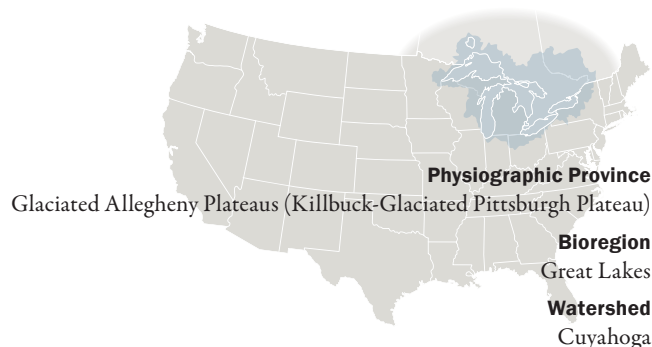 Physiographic Province
Glaciated Allegheny Plateaus (Killbuck-Glaciated Pittsburgh Plateau)
Bioregion
Great Lakes
Watershed
Cuyahoga